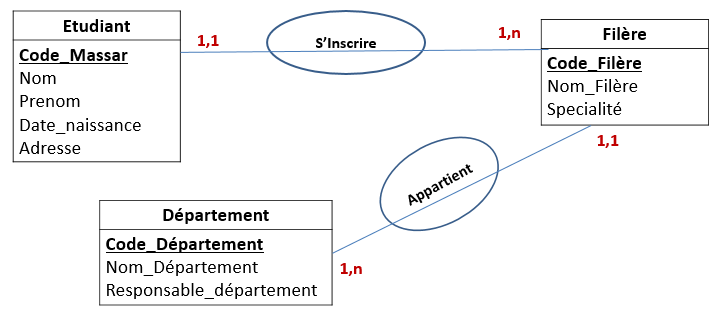 Etudiant
Code_Massar
Nom
Prenom
Date_naissance
Adresse
1,1
S’Inscrire
1,n
Filère
Code_Filère
Nom_Filère
Specialité
1,1
Appartient
Département
Code_Département
Nom_Département
Responsable_département
1,n